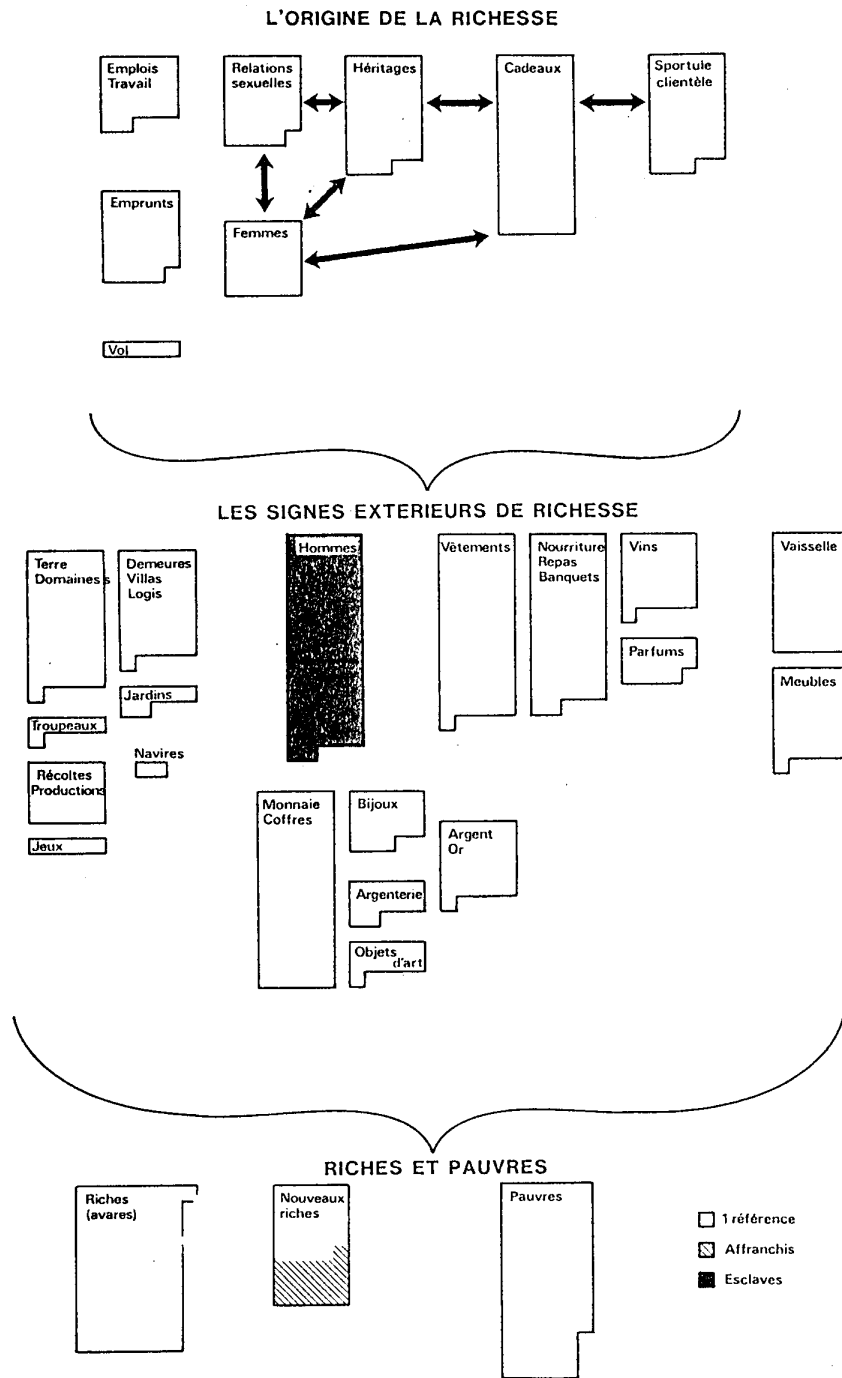 L'ORIGINE DE LA RICHESSE
Emplois
Travail
Relations
sexuelles
Héritages
Cadeaux
Sportule
clientèle
Emprunts
Femmes
Vol
LES SIGNES EXTERIEURS DE RICHESSE
Terre
Domaines s
Demeures
Villas
Logis
Hommes
Vêtements
Nourriture
Repas
Banquets
Vins
Vaisselle
Parfums
Jardins
Meubles
Troupeaux
Navires
Récoltes
Productions
Jeux
Monnaie
Coffres
Bijoux
Argent
Or
Argenterie
Objets
d'art
RICHES ET PAUVRES
Riches
(avares)
Nouveaux
riches
Pauvres
1 référence
Affranchis
Esclaves